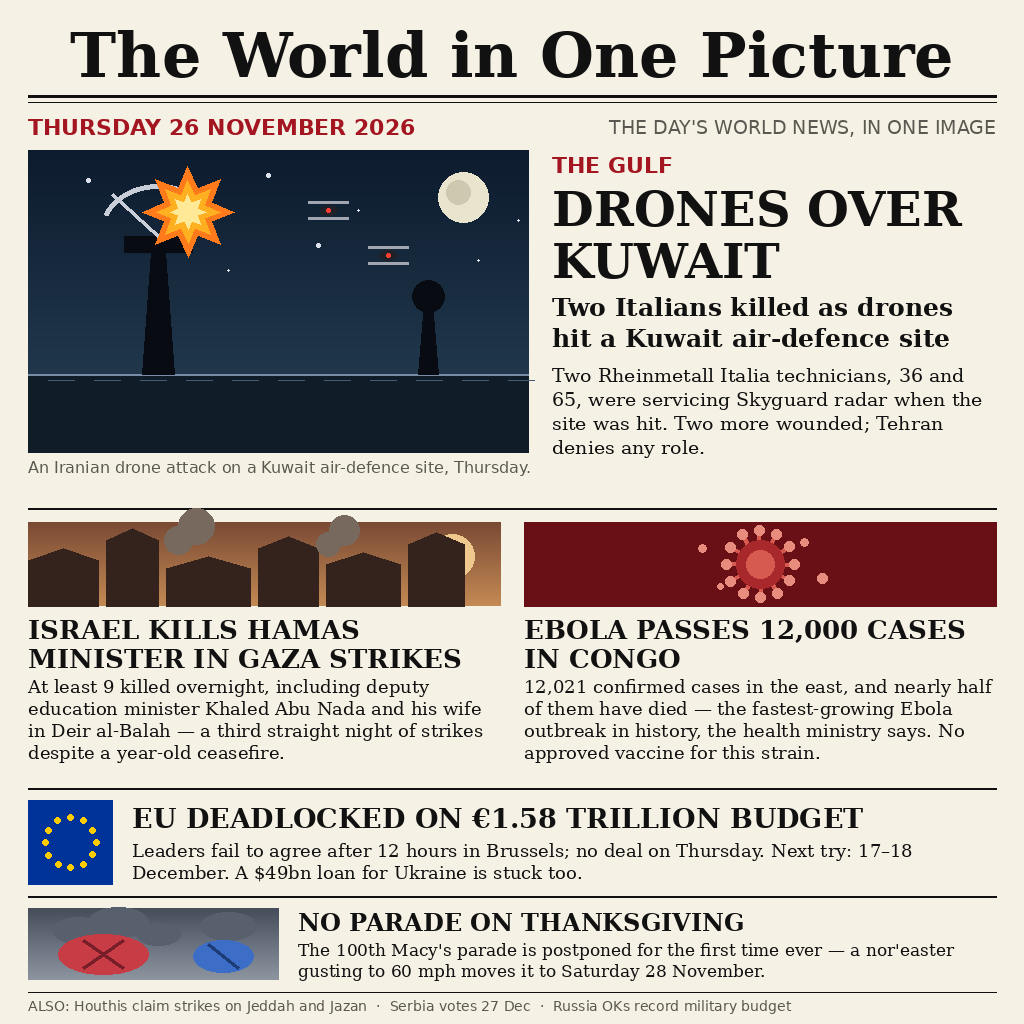 The World in One Picture
THURSDAY 26 NOVEMBER 2026
THE DAY'S WORLD NEWS, IN ONE IMAGE
THE GULF
DRONES OVER
KUWAIT
Two Italians killed as drones
hit a Kuwait air-defence site
Two Rheinmetall Italia technicians, 36 and
65, were servicing Skyguard radar when the
site was hit. Two more wounded; Tehran
denies any role.
An Iranian drone attack on a Kuwait air-defence site, Thursday.
ISRAEL KILLS HAMAS
MINISTER IN GAZA STRIKES
At least 9 killed overnight, including deputy
education minister Khaled Abu Nada and his wife
in Deir al-Balah — a third straight night of strikes
despite a year-old ceasefire.
EBOLA PASSES 12,000 CASES
IN CONGO
12,021 confirmed cases in the east, and nearly half
of them have died — the fastest-growing Ebola
outbreak in history, the health ministry says. No
approved vaccine for this strain.
EU DEADLOCKED ON €1.58 TRILLION BUDGET
Leaders fail to agree after 12 hours in Brussels; no deal on Thursday. Next try: 17–18
December. A $49bn loan for Ukraine is stuck too.
NO PARADE ON THANKSGIVING
The 100th Macy's parade is postponed for the first time ever — a nor'easter
gusting to 60 mph moves it to Saturday 28 November.
ALSO: Houthis claim strikes on Jeddah and Jazan · Serbia votes 27 Dec · Russia OKs record military budget